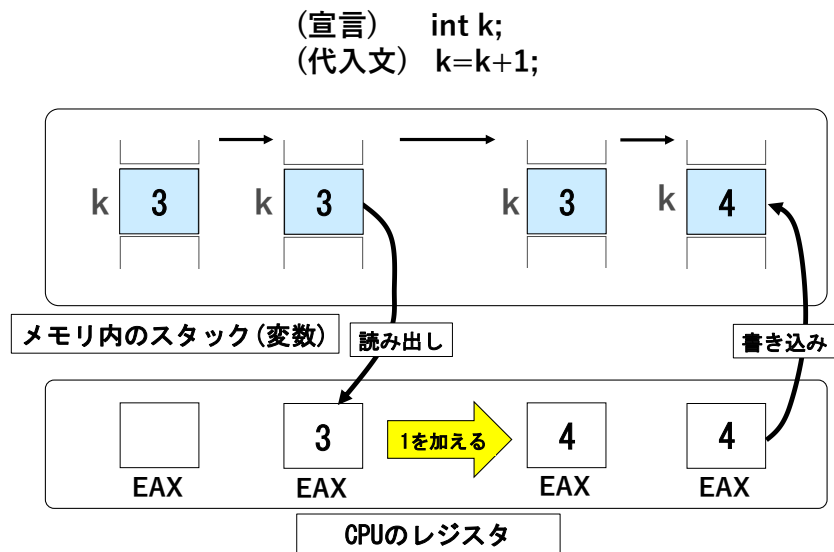 (宣言) int k;
(代入文) k=k+1;
k 3 k 3 k 3 k 4
メモリ内のスタック(変数) 読み出し 書き込み
3 1を加える 4 4
EAX EAX EAX EAX
CPUのレジスタ